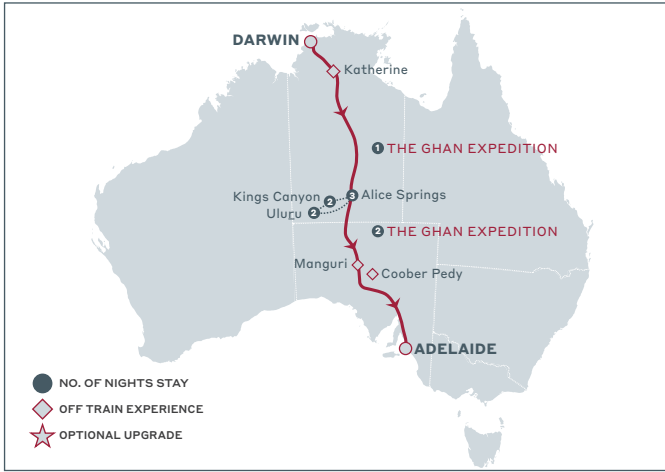 DARWIN
Katherine
1 THE GHAN EXPEDITION
Kings Canyon 2
3 Alice Springs
Uluru 2
2 THE GHAN EXPEDITION
Manguri
Coober Pedy
ADELAIDE
NO. OF NIGHTS STAY
OFF TRAIN EXPERIENCE
OPTIONAL UPGRADE